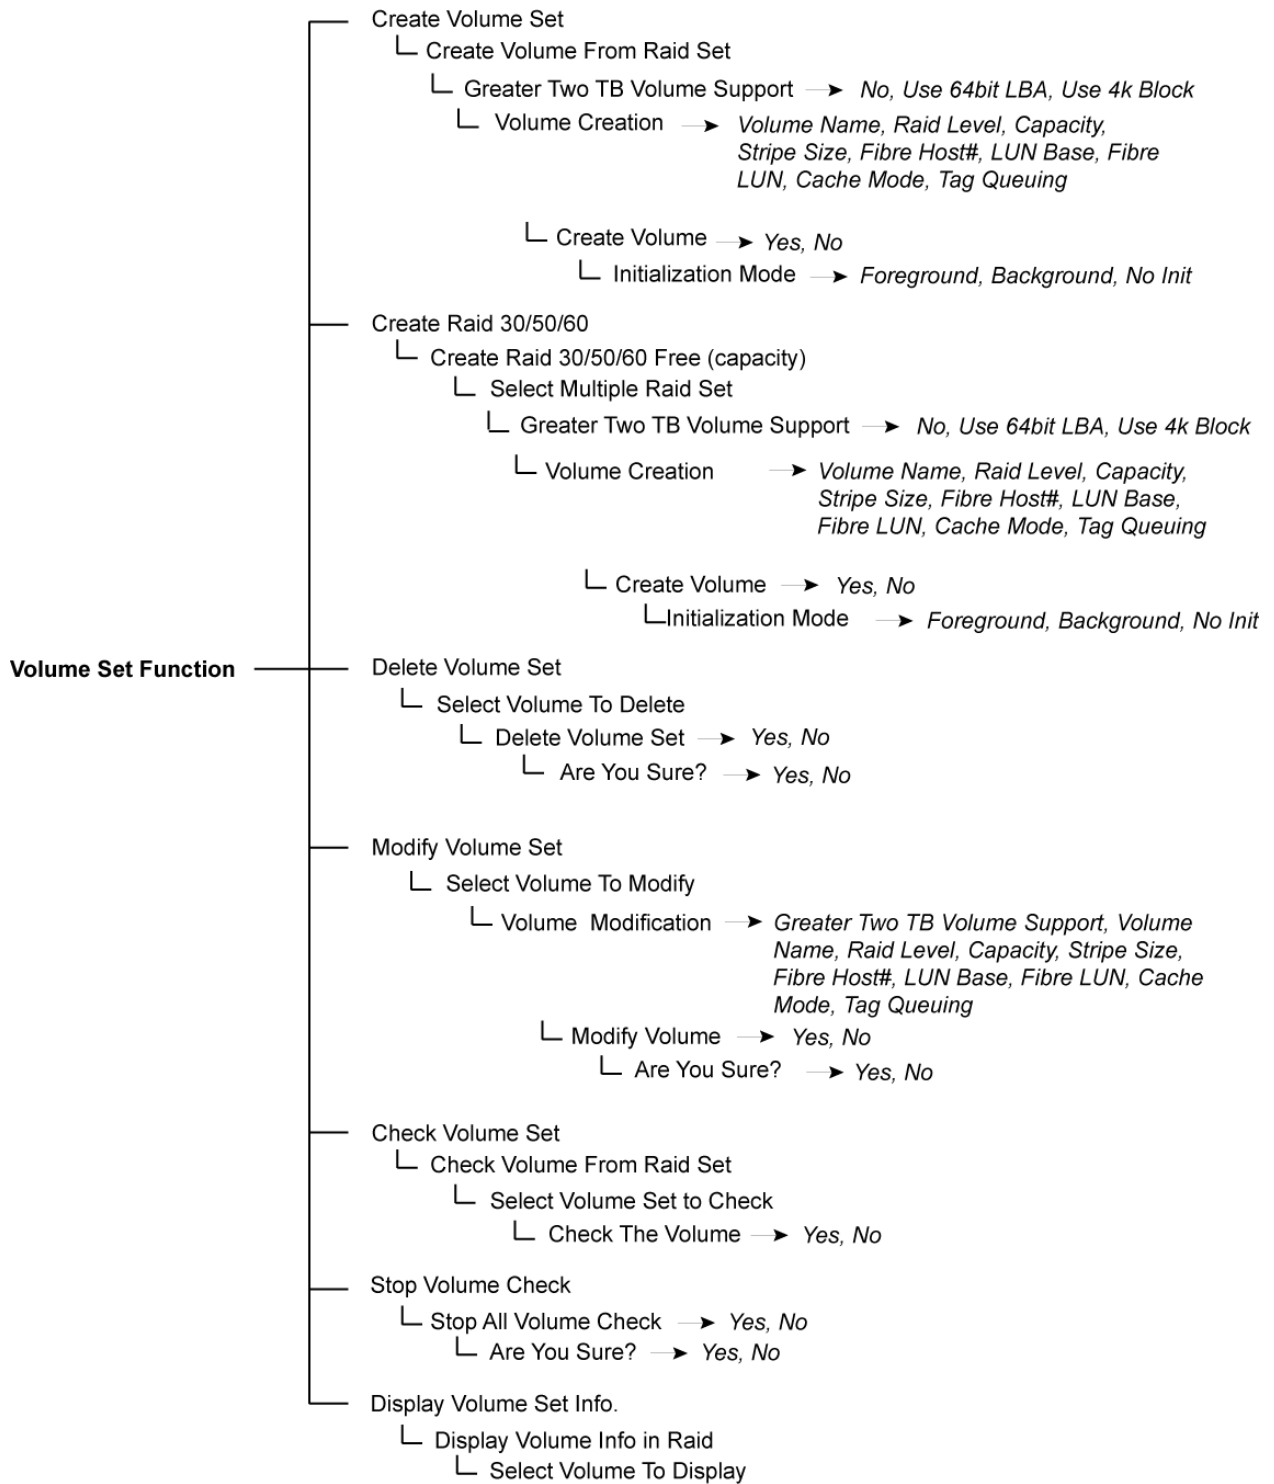 Create Volume Set
Create Volume From Raid Set
Greater Two TB Volume Support No, Use 64bit LBA, Use 4k Block
Volume Creation Volume Name, Raid Level, Capacity,
Stripe Size, Fibre Host#, LUN Base, Fibre
LUN, Cache Mode, Tag Queuing
Create Volume Yes, No
Initialization Mode Foreground, Background, No Init
Create Raid 30/50/60
Create Raid 30/50/60 Free (capacity)
Select Multiple Raid Set
Greater Two TB Volume Support No, Use 64bit LBA, Use 4k Block
Volume Creation Volume Name, Raid Level, Capacity,
Stripe Size, Fibre Host#, LUN Base,
Fibre LUN, Cache Mode, Tag Queuing
Create Volume Yes, No
Initialization Mode Foreground, Background, No Init
Volume Set Function
Delete Volume Set
Select Volume To Delete
Delete Volume Set Yes, No
Are You Sure? Yes, No
Modify Volume Set
Select Volume To Modify
Volume Modification Greater Two TB Volume Support, Volume
Name, Raid Level, Capacity, Stripe Size,
Fibre Host#, LUN Base, Fibre LUN, Cache
Mode, Tag Queuing
Modify Volume Yes, No
Are You Sure? Yes, No
Check Volume Set
Check Volume From Raid Set
Select Volume Set to Check
Check The Volume Yes, No
Stop Volume Check
Stop All Volume Check Yes, No
Are You Sure? Yes, No
Display Volume Set Info.
Display Volume Info in Raid
Select Volume To Display